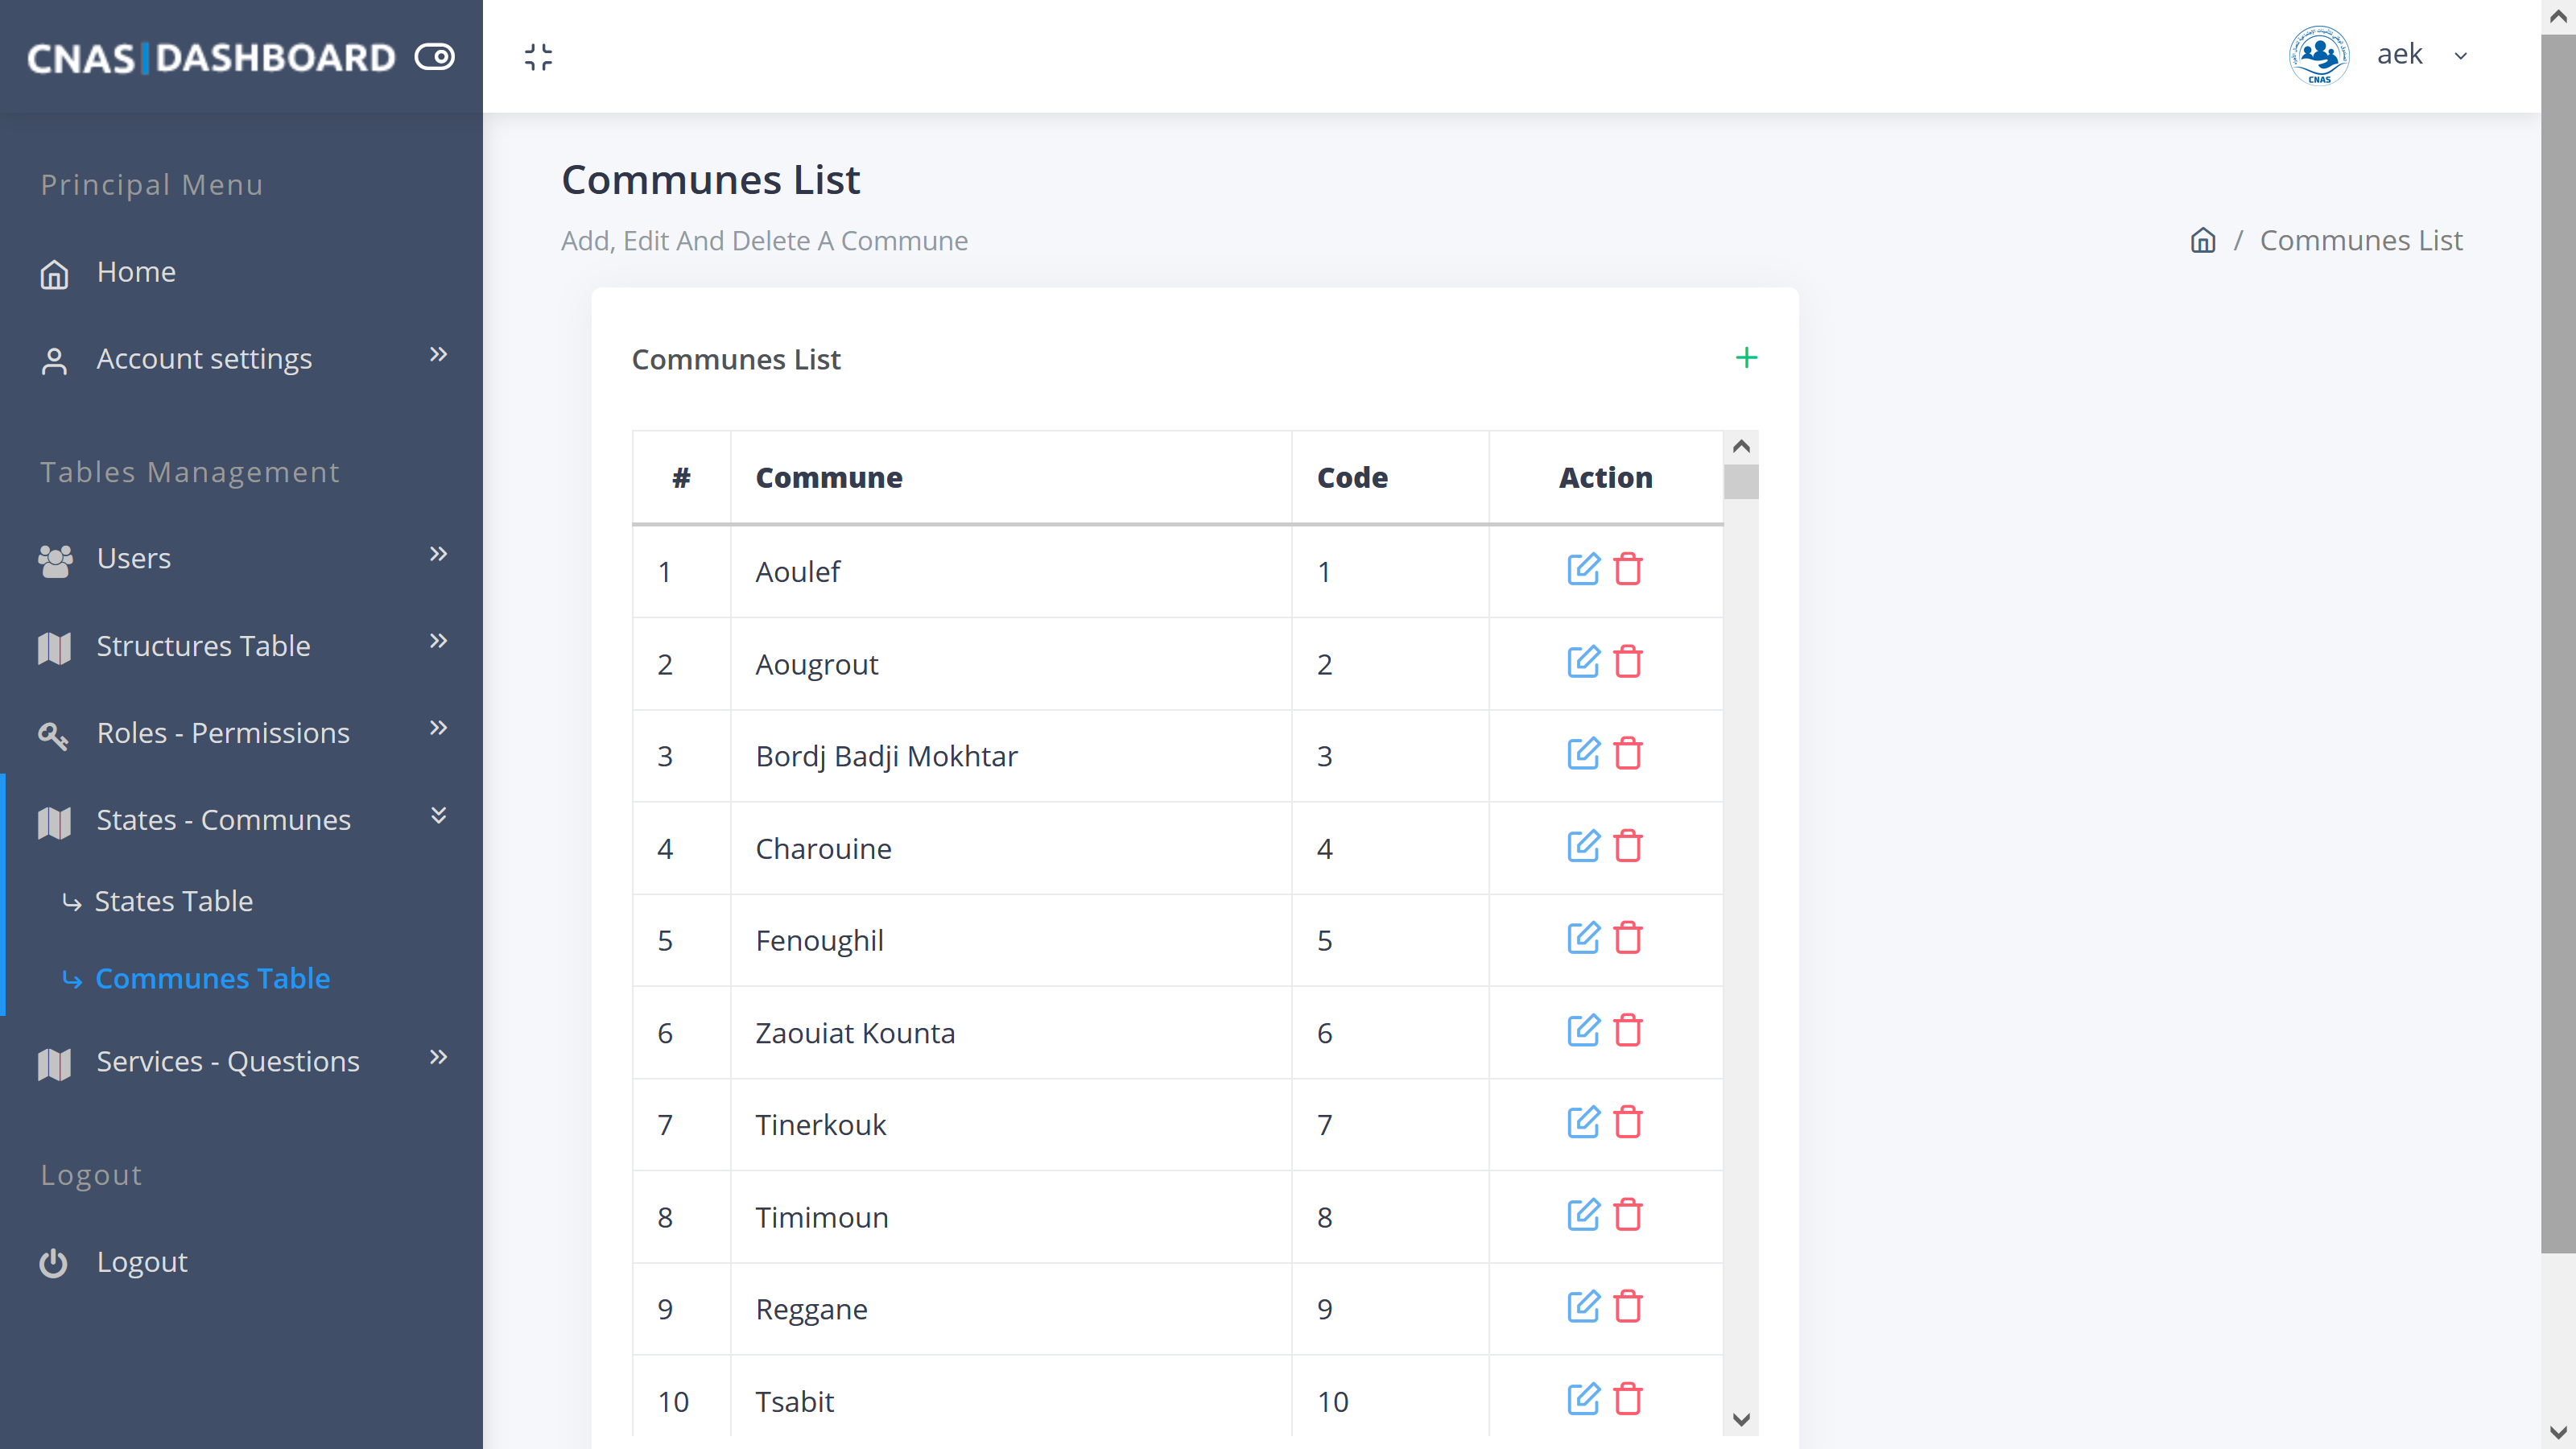 CNAS|DASHBOARD
aek
CNAS
Principal Menu
Home
Account settings
Tables Management
Users
Structures Table
Roles - Permissions
States - Communes
States Table
Communes Table
Services - Questions
Logout
Logout
Communes List
Add, Edit And Delete A Commune
/ Communes List
Communes List
+
# Commune Code Action
1 Aoulef 1
2 Aougrout 2
3 Bordj Badji Mokhtar 3
4 Charouine 4
5 Fenoughil 5
6 Zaouiat Kounta 6
7 Tinerkouk 7
8 Timimoun 8
9 Reggane 9
10 Tsabit 10